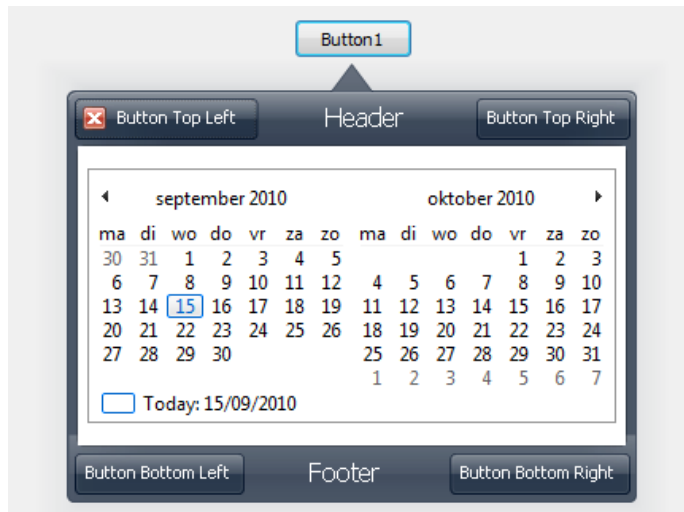 Button1
Button Top Left Header Button Top Right
september 2010 oktober 2010
ma di wo do vr za zo ma di wo do vr za zo
30 31 1 2 3 4 5 1 2 3
6 7 8 9 10 11 12 4 5 6 7 8 9 10
13 14 15 16 17 18 19 11 12 13 14 15 16 17
20 21 22 23 24 25 26 18 19 20 21 22 23 24
27 28 29 30 25 26 27 28 29 30 31
1 2 3 4 5 6 7
Today: 15/09/2010
Button Bottom Left Footer Button Bottom Right